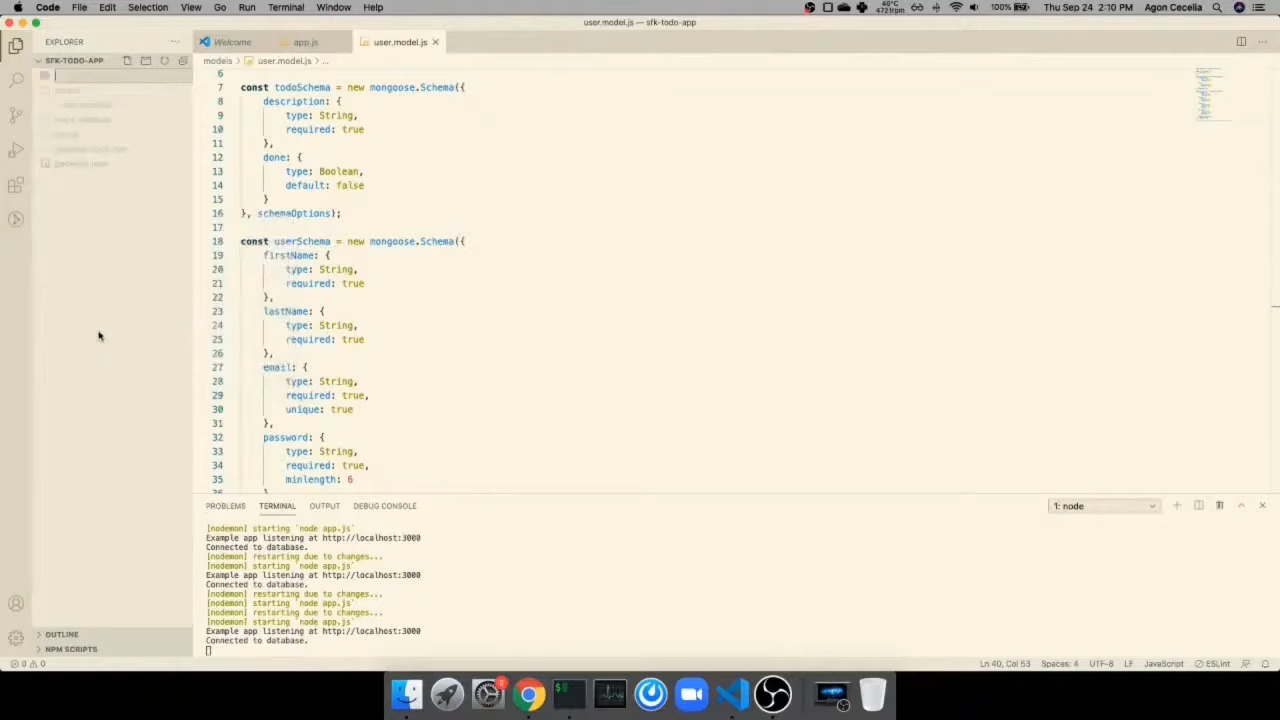 Code File Edit Selection View Go Run Terminal Window Help
46°C
4721rpm
100%
Thu Sep 24 2:10 PM Agon Cecelia
user.model.js — sfk-todo-app
EXPLORER
Welcome
app.js
user.model.js
SFK-TODO-APP
models > user.model.js > ...
6
7 const todoSchema = new mongoose.Schema({
8 description: {
9 type: String,
10 required: true
11 },
12 done: {
13 type: Boolean,
14 default: false
15 }
16 }, schemaOptions);
17
18 const userSchema = new mongoose.Schema({
19 firstName: {
20 type: String,
21 required: true
22 },
23 lastName: {
24 type: String,
25 required: true
26 },
27 email: {
28 type: String,
29 required: true,
30 unique: true
31 },
32 password: {
33 type: String,
34 required: true,
35 minlength: 6
36 }
PROBLEMS TERMINAL OUTPUT DEBUG CONSOLE
1: node
[nodemon] starting `node app.js`
Example app listening at http://localhost:3000
Connected to database.
[nodemon] restarting due to changes...
[nodemon] starting `node app.js`
Example app listening at http://localhost:3000
Connected to database.
[nodemon] restarting due to changes...
[nodemon] starting `node app.js`
[nodemon] restarting due to changes...
[nodemon] starting `node app.js`
Example app listening at http://localhost:3000
Connected to database.
OUTLINE
NPM SCRIPTS
0 0
Ln 40, Col 53 Spaces: 4 UTF-8 LF JavaScript ESLint
2